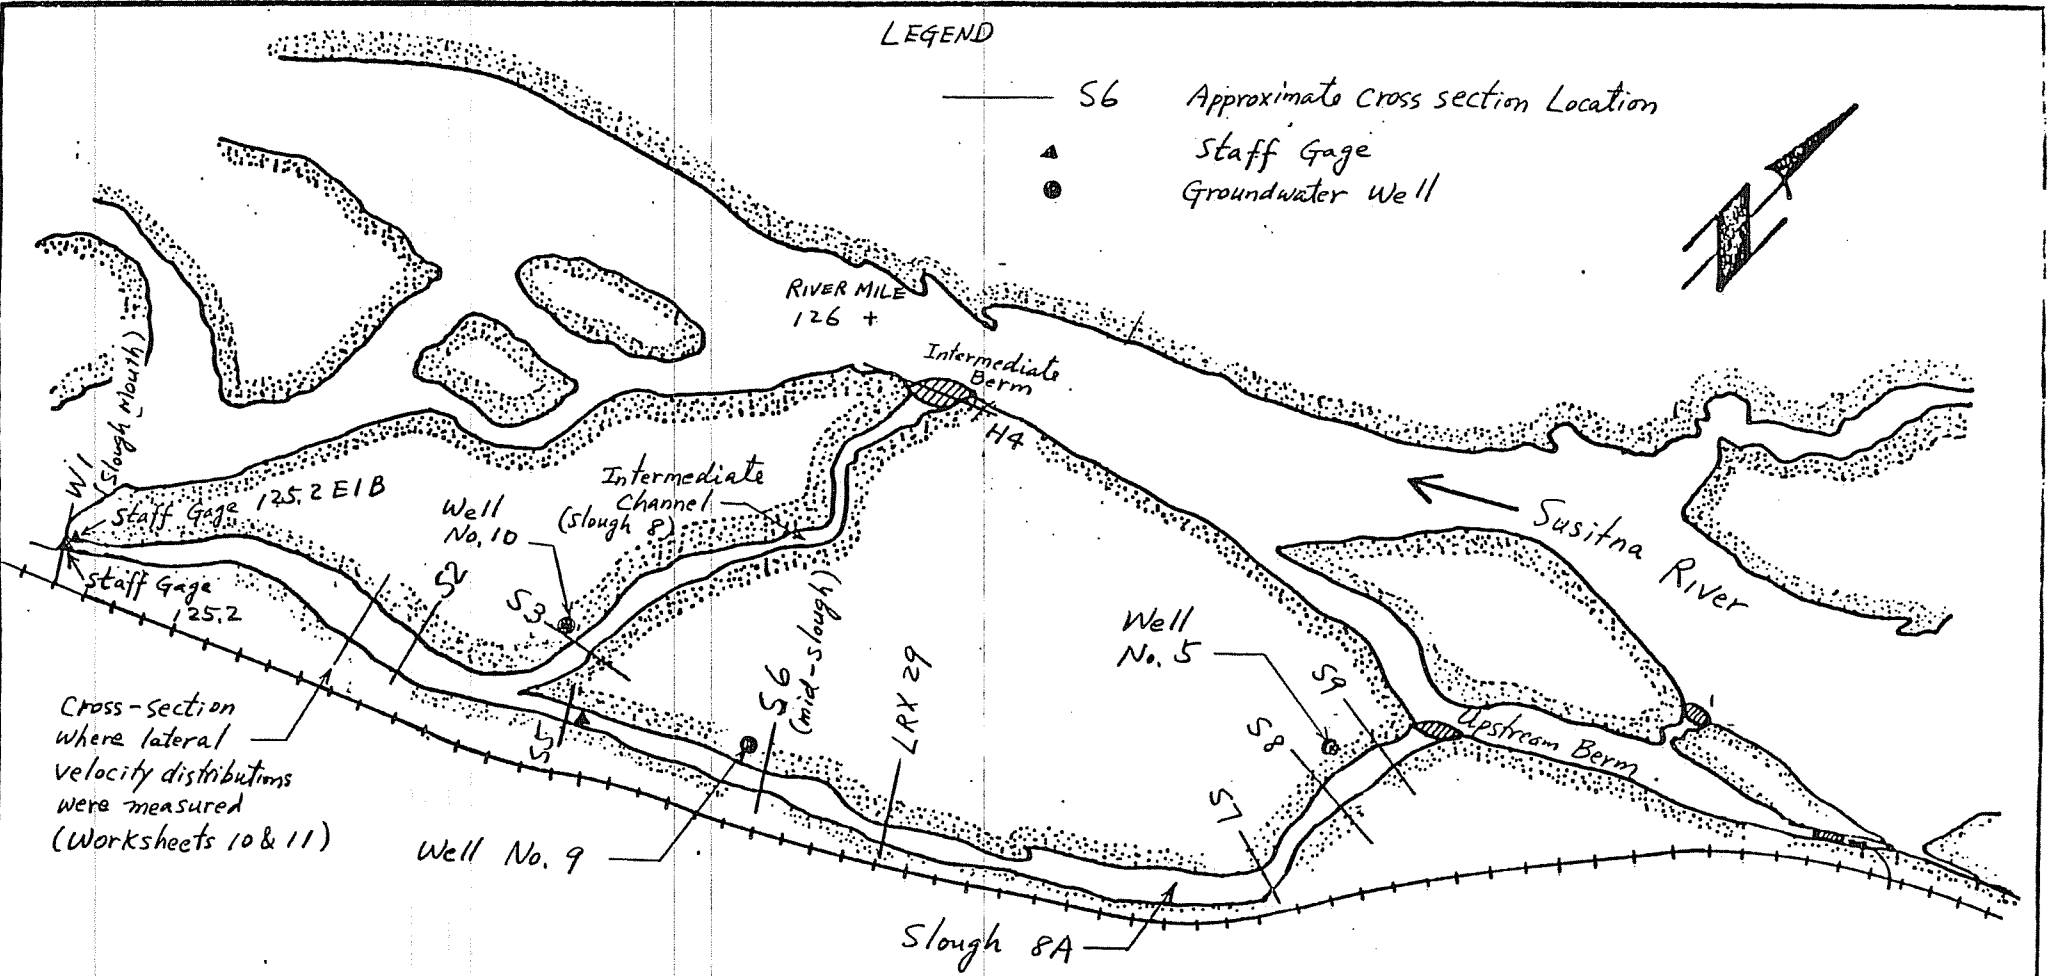 LEGEND
S6 Approximate Cross section Location
Staff Gage
Groundwater Well
RIVER MILE
126 +
Intermediate
Berm
H4
W1
(Slough Mouth)
Staff Gage 125.2 E1B
Staff Gage
125.2
Well
No. 10
Intermediate
Channel
(Slough 8)
S2
S3
S5
S6
(mid-slough)
LRX 29
Well
No. 5
S9
S8
S7
Upstream Berm
Susitna River
Cross-section
where lateral
velocity distributions
were measured
(Worksheets 10 & 11)
Well No. 9
Slough 8A